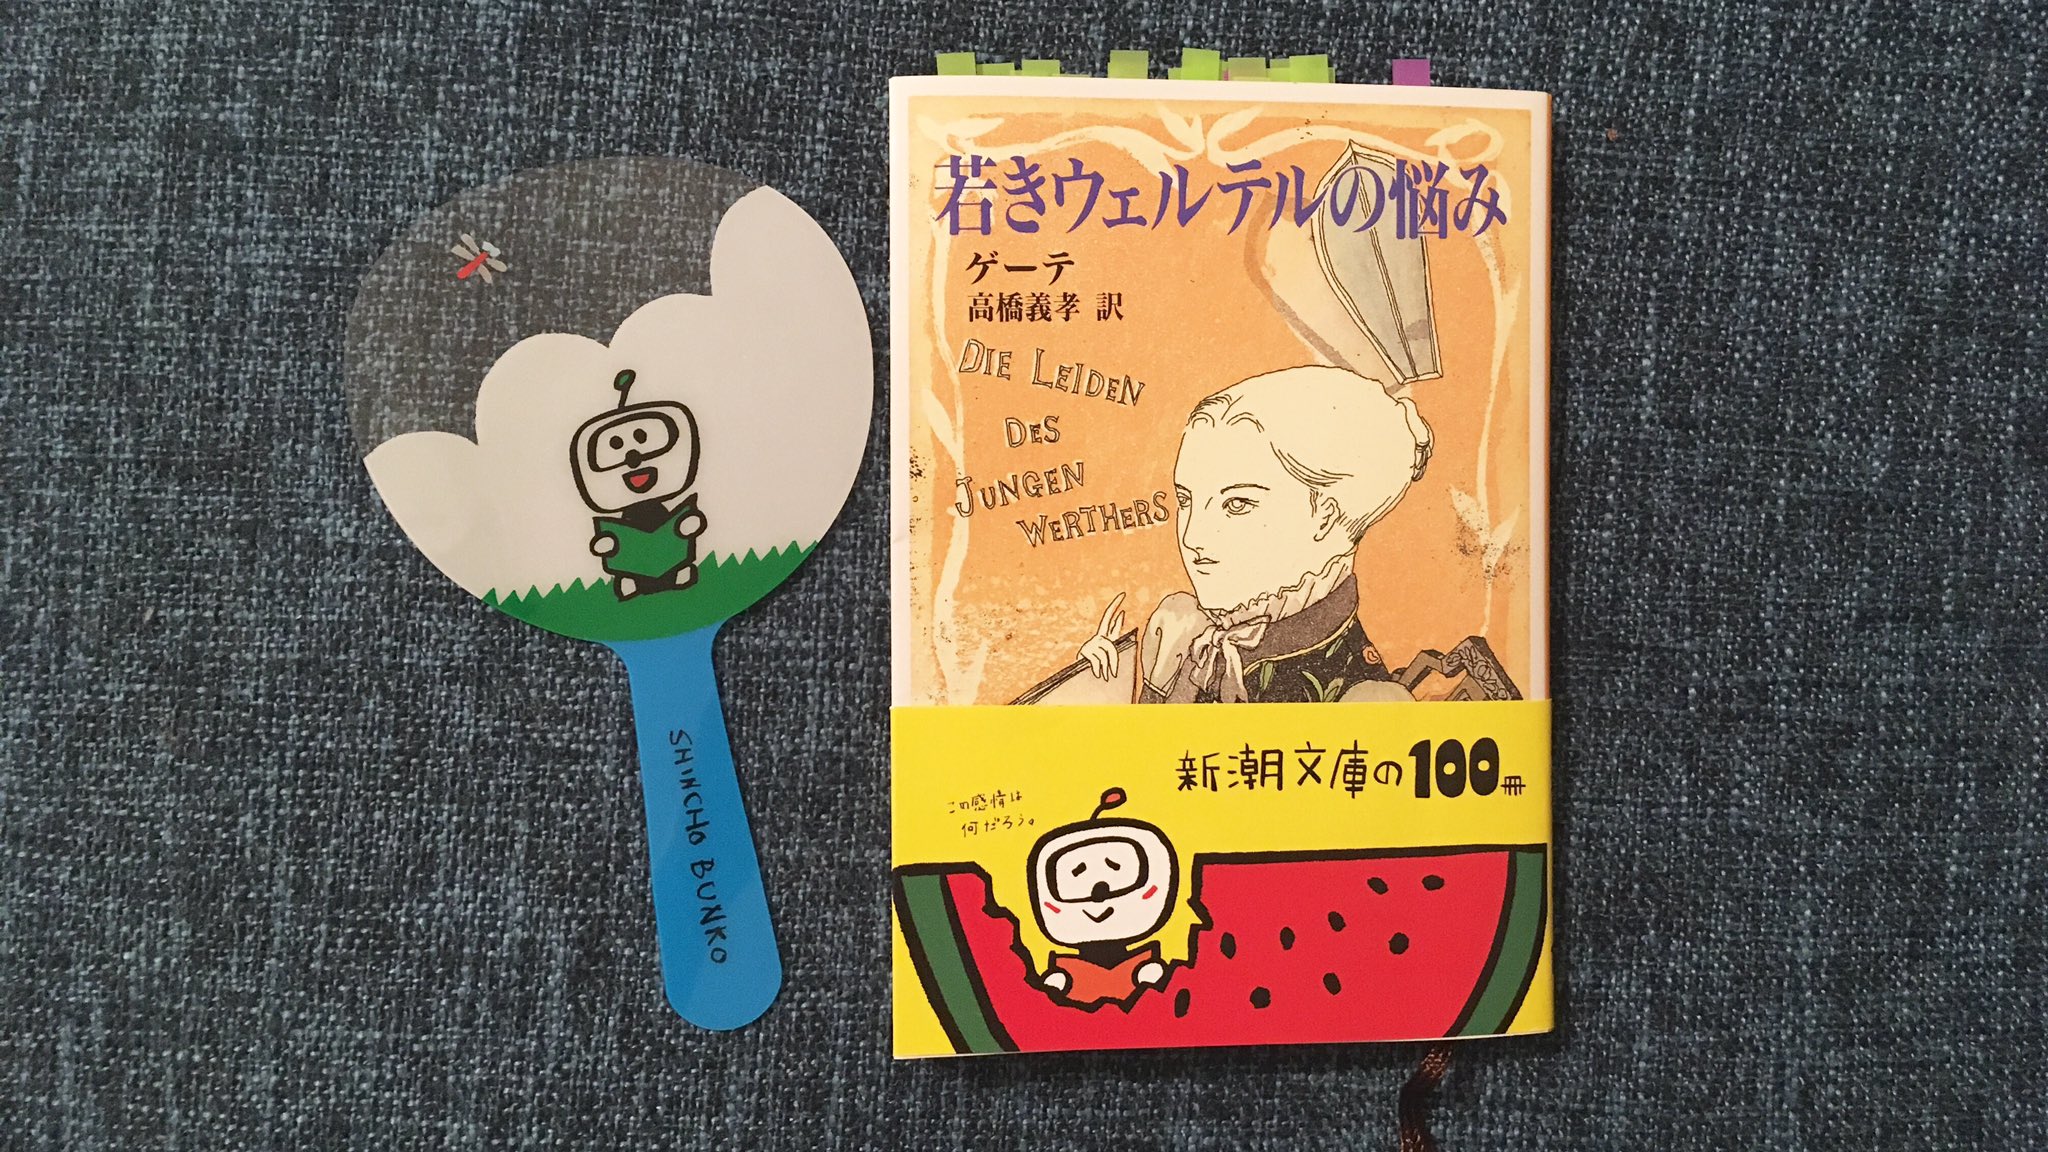 SHINCHO BUNKO
若きウェルテルの悩み
ゲーテ
高橋義孝 訳
DIE LEIDEN
DES
JUNGEN
WERTHERS
新潮文庫の100冊
この感情は
何だろう。